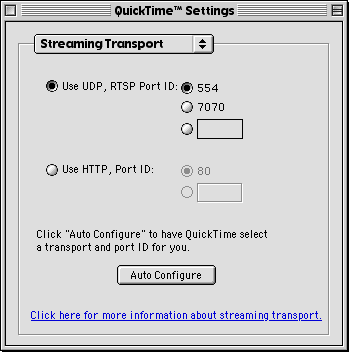 QuickTime™ Settings
Streaming Transport
Use UDP, RTSP Port ID: 554
7070
Use HTTP, Port ID: 80
Click "Auto Configure" to have QuickTime select
a transport and port ID for you.
Auto Configure
Click here for more information about streaming transport.